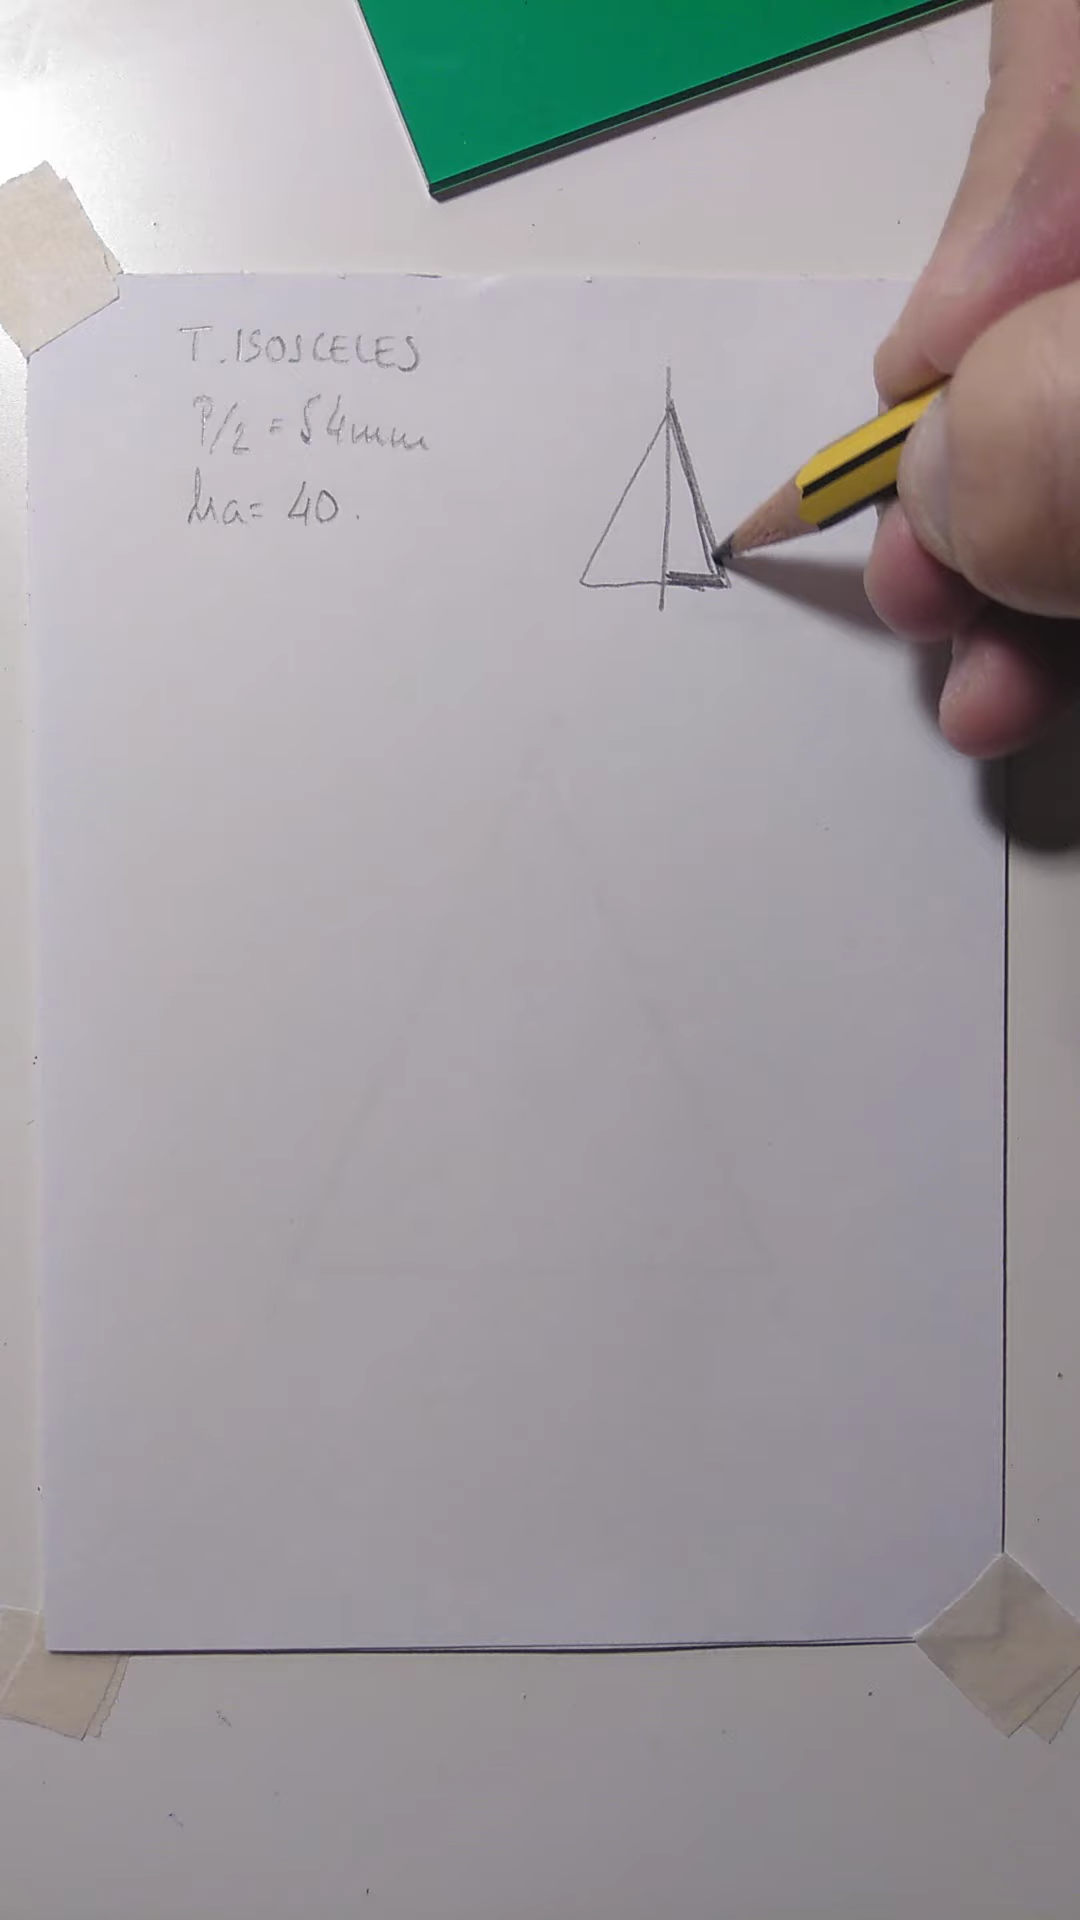 T. ISOSCELES
P/2 = 54mm
ha= 40.